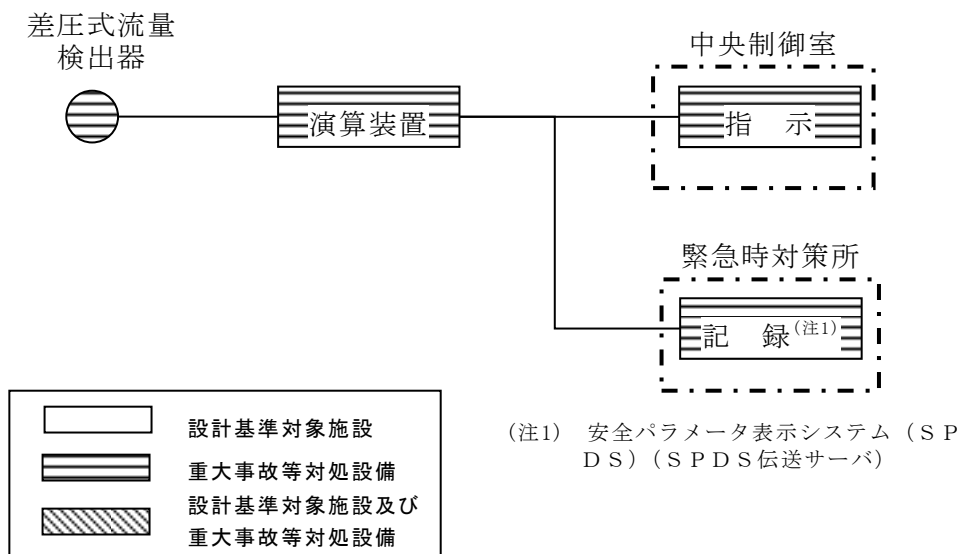 差圧式流量
検出器
演算装置
中央制御室
指　示
緊急時対策所
記　録(注1)
設計基準対象施設
重大事故等対処設備
設計基準対象施設及び
重大事故等対処設備
(注1)　安全パラメータ表示システム（ＳＰ
ＤＳ）（ＳＰＤＳ伝送サーバ）